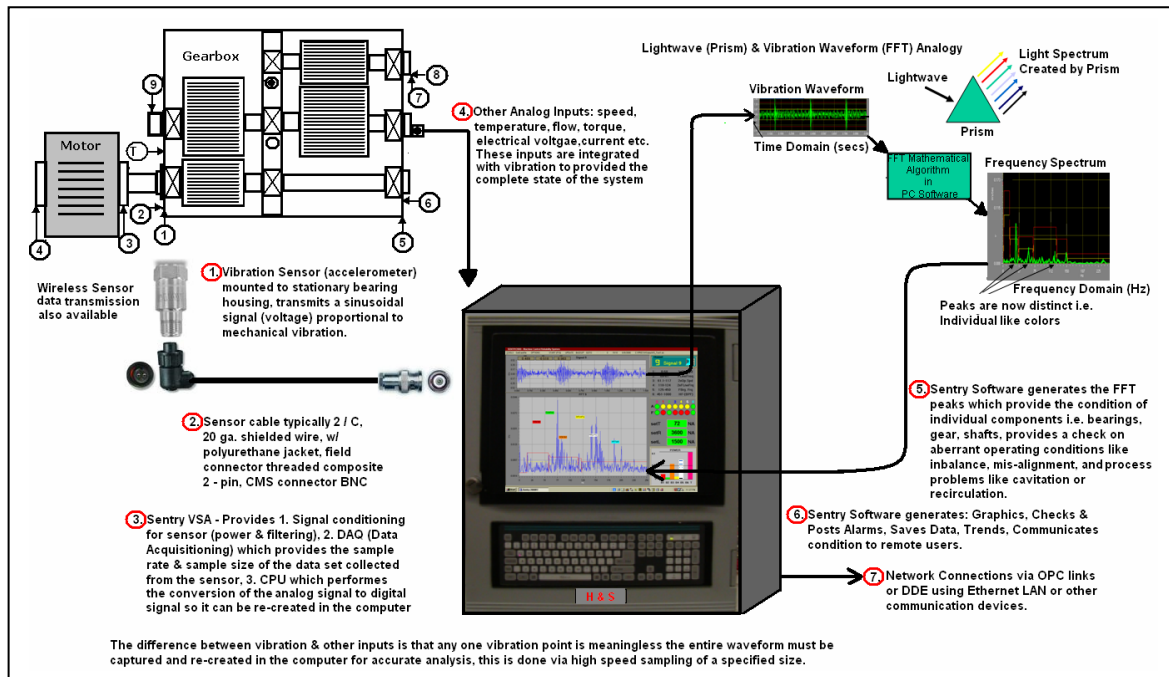 Gearbox
9
8
7
Motor
T
2
1
6
5
4
3
4. Other Analog Inputs: speed,
temperature, flow, torque,
electrical voltgae,current etc.
These inputs are integrated
with vibration to provided the
complete state of the system
Lightwave (Prism) & Vibration Waveform (FFT) Analogy
Light Spectrum
Created by Prism
Lightwave
Prism
Vibration Waveform
Time Domain (secs)
FFT Mathematical
Algorithm
in
PC Software
Frequency Spectrum
Frequency Domain (Hz)
Peaks are now distinct i.e.
Individual like colors
Wireless Sensor
data transmission
also available
1. Vibration Sensor (accelerometer)
mounted to stationary bearing
housing, transmits a sinusoidal
signal (voltage) proportional to
mechanical vibration.
2. Sensor cable typically 2 / C,
20 ga. shielded wire, w/
polyurethane jacket, field
connector threaded composite
2 - pin, CMS connector BNC
3. Sentry VSA - Provides 1. Signal conditioning
for sensor (power & filtering), 2. DAQ (Data
Acquisitioning) which provides the sample
rate & sample size of the data set collected
from the sensor, 3. CPU which performes
the conversion of the analog signal to digital
signal so it can be re-created in the computer
H & S
5. Sentry Software generates the FFT
peaks which provide the condition of
individual components i.e. bearings,
gear, shafts, provides a check on
aberrant operating conditions like
inbalance, mis-alignment, and process
problems like cavitation or
recirculation.
6. Sentry Software generates: Graphics, Checks &
Posts Alarms, Saves Data, Trends, Communicates
condition to remote users.
7. Network Connections via OPC links
or DDE using Ethernet LAN or other
communication devices.
The difference between vibration & other inputs is that any one vibration point is meaningless the entire waveform must be
captured and re-created in the computer for accurate analysis, this is done via high speed sampling of a specified size.